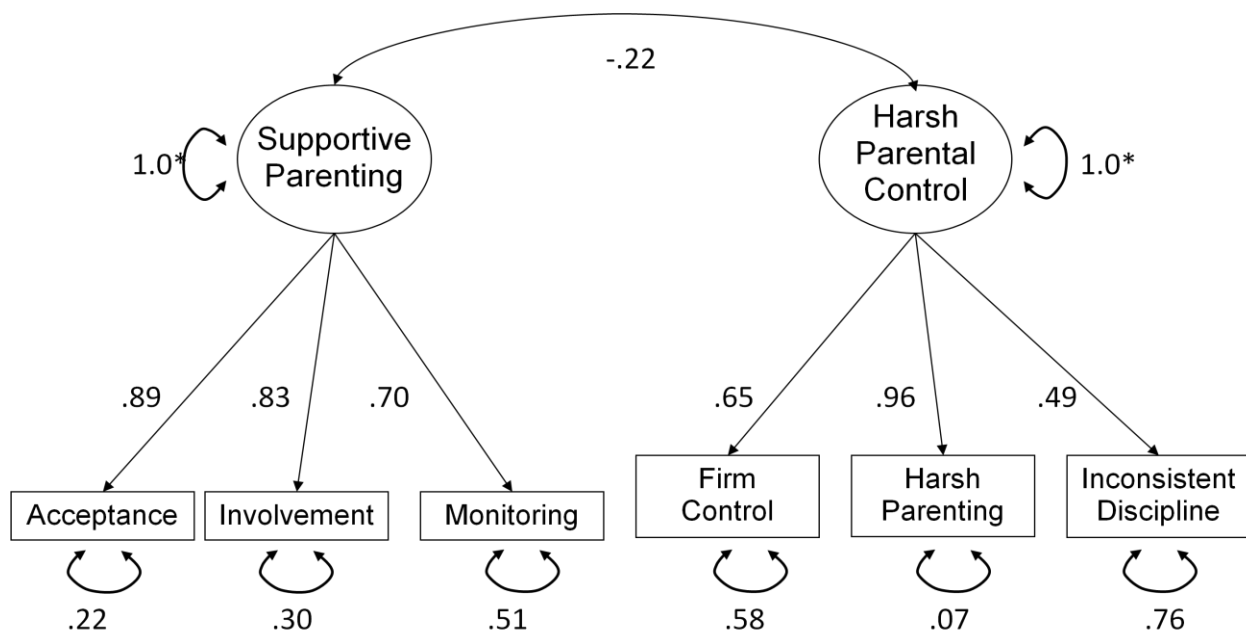 -.22
Supportive
Parenting
1.0*
Harsh
Parental
Control
1.0*
.89
.83
.70
.65
.96
.49
Acceptance
Involvement
Monitoring
Firm
Control
Harsh
Parenting
Inconsistent
Discipline
.22
.30
.51
.58
.07
.76